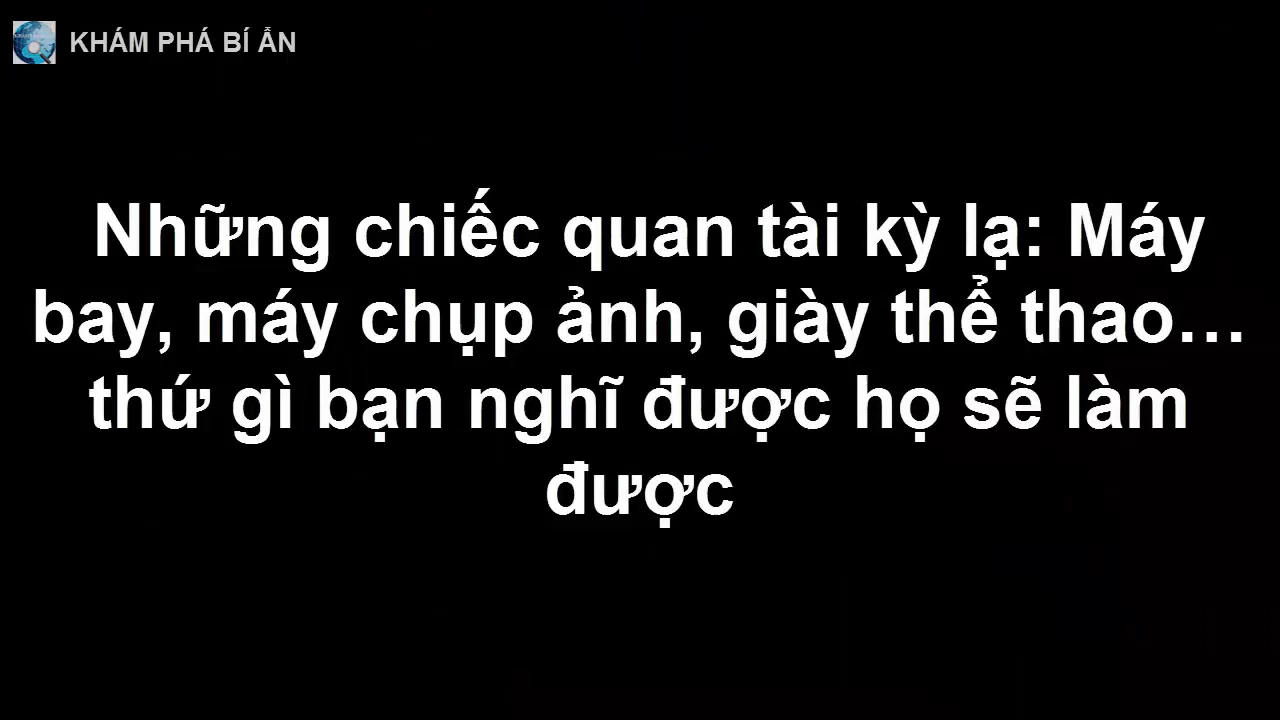 KHÁM PHÁ BÍ ẨN
Những chiếc quan tài kỳ lạ: Máy
bay, máy chụp ảnh, giày thể thao…
thứ gì bạn nghĩ được họ sẽ làm
được